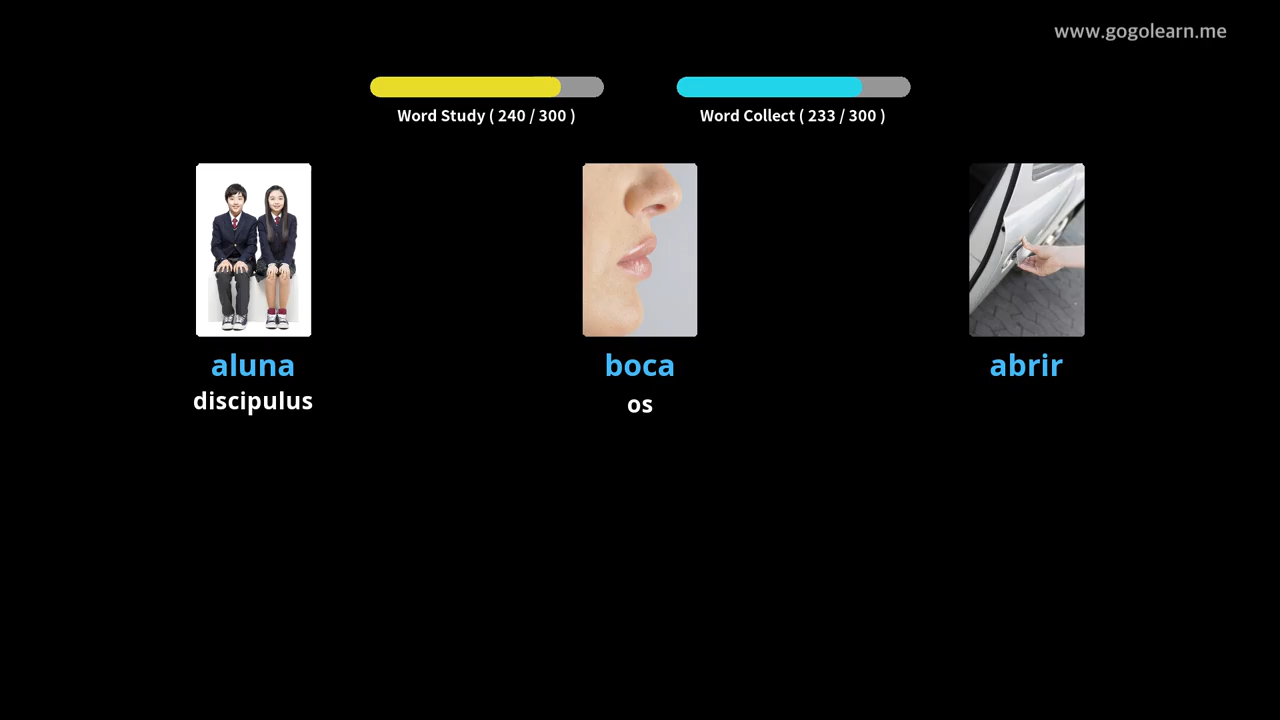 www.gogolearn.me
Word Study ( 240 / 300 )
Word Collect ( 233 / 300 )
aluna
discipulus
boca
os
abrir